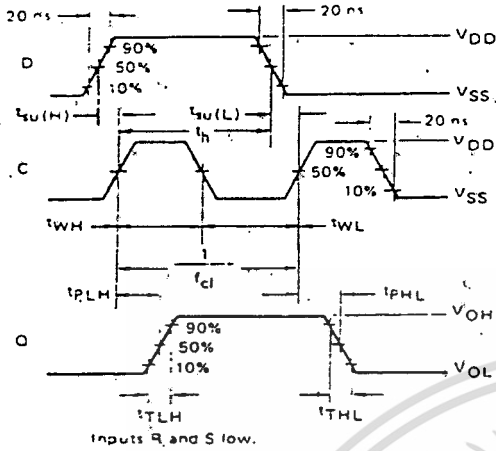 20 ns
20 ns
VDD
D
90%
50%
10%
VSS
tsu(H)
tsu(L)
th
20 ns
VDD
C
90%
50%
10%
VSS
tWH
1
fcl
tWL
tPLH
tPHL
VOH
Q
90%
50%
10%
VOL
tTLH
tTHL
Inputs R and S low.